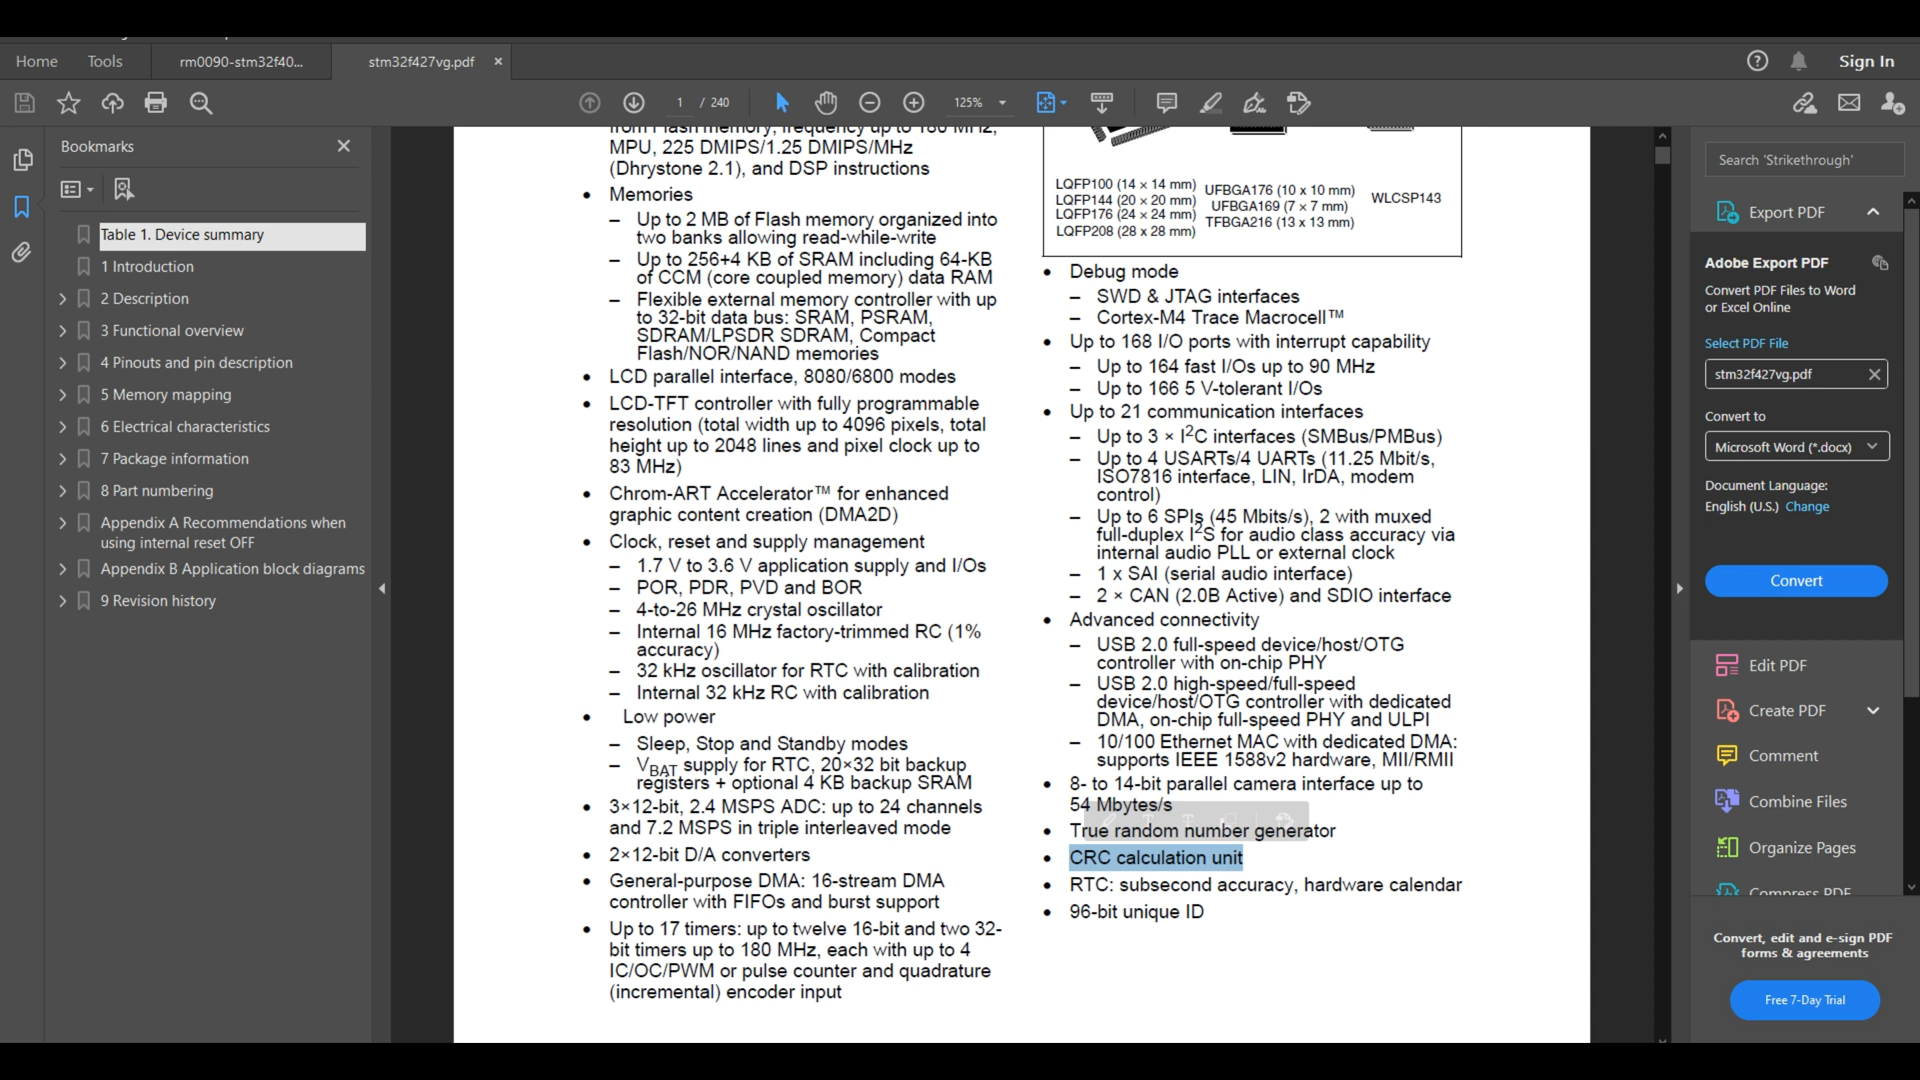 Home
Tools
rm0090-stm32f40...
stm32f427vg.pdf
Sign In
1 / 240
125%
Bookmarks
Table 1. Device summary
1 Introduction
2 Description
3 Functional overview
4 Pinouts and pin description
5 Memory mapping
6 Electrical characteristics
7 Package information
8 Part numbering
Appendix A Recommendations when
using internal reset OFF
Appendix B Application block diagrams
9 Revision history
from Flash memory, frequency up to 180 MHz,
MPU, 225 DMIPS/1.25 DMIPS/MHz
(Dhrystone 2.1), and DSP instructions
• Memories
– Up to 2 MB of Flash memory organized into
two banks allowing read-while-write
– Up to 256+4 KB of SRAM including 64-KB
of CCM (core coupled memory) data RAM
– Flexible external memory controller with up
to 32-bit data bus: SRAM, PSRAM,
SDRAM/LPSDR SDRAM, Compact
Flash/NOR/NAND memories
• LCD parallel interface, 8080/6800 modes
• LCD-TFT controller with fully programmable
resolution (total width up to 4096 pixels, total
height up to 2048 lines and pixel clock up to
83 MHz)
• Chrom-ART Accelerator™ for enhanced
graphic content creation (DMA2D)
• Clock, reset and supply management
– 1.7 V to 3.6 V application supply and I/Os
– POR, PDR, PVD and BOR
– 4-to-26 MHz crystal oscillator
– Internal 16 MHz factory-trimmed RC (1%
accuracy)
– 32 kHz oscillator for RTC with calibration
– Internal 32 kHz RC with calibration
• Low power
– Sleep, Stop and Standby modes
– VBAT supply for RTC, 20×32 bit backup
registers + optional 4 KB backup SRAM
• 3×12-bit, 2.4 MSPS ADC: up to 24 channels
and 7.2 MSPS in triple interleaved mode
• 2×12-bit D/A converters
• General-purpose DMA: 16-stream DMA
controller with FIFOs and burst support
• Up to 17 timers: up to twelve 16-bit and two 32-
bit timers up to 180 MHz, each with up to 4
IC/OC/PWM or pulse counter and quadrature
(incremental) encoder input
LQFP100 (14 × 14 mm)
LQFP144 (20 × 20 mm)
LQFP176 (24 × 24 mm)
LQFP208 (28 x 28 mm)
UFBGA176 (10 x 10 mm)
UFBGA169 (7 × 7 mm)
TFBGA216 (13 x 13 mm)
WLCSP143
• Debug mode
– SWD & JTAG interfaces
– Cortex-M4 Trace Macrocell™
• Up to 168 I/O ports with interrupt capability
– Up to 164 fast I/Os up to 90 MHz
– Up to 166 5 V-tolerant I/Os
• Up to 21 communication interfaces
– Up to 3 × I²C interfaces (SMBus/PMBus)
– Up to 4 USARTs/4 UARTs (11.25 Mbit/s,
ISO7816 interface, LIN, IrDA, modem
control)
– Up to 6 SPIs (45 Mbits/s), 2 with muxed
full-duplex I²S for audio class accuracy via
internal audio PLL or external clock
– 1 x SAI (serial audio interface)
– 2 × CAN (2.0B Active) and SDIO interface
• Advanced connectivity
– USB 2.0 full-speed device/host/OTG
controller with on-chip PHY
– USB 2.0 high-speed/full-speed
device/host/OTG controller with dedicated
DMA, on-chip full-speed PHY and ULPI
– 10/100 Ethernet MAC with dedicated DMA:
supports IEEE 1588v2 hardware, MII/RMII
• 8- to 14-bit parallel camera interface up to
54 Mbytes/s
• True random number generator
• CRC calculation unit
• RTC: subsecond accuracy, hardware calendar
• 96-bit unique ID
Search 'Strikethrough'
Export PDF
Adobe Export PDF
Convert PDF Files to Word
or Excel Online
Select PDF File
stm32f427vg.pdf
Convert to
Microsoft Word (*.docx)
Document Language:
English (U.S.) Change
Convert
Edit PDF
Create PDF
Comment
Combine Files
Organize Pages
Compress PDF
Convert, edit and e-sign PDF
forms & agreements
Free 7-Day Trial